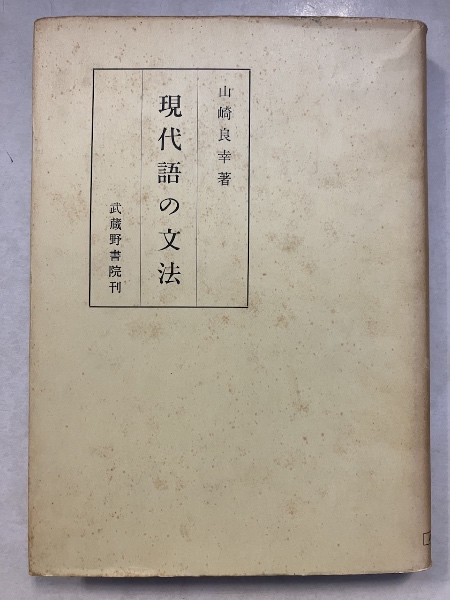 山崎良幸著
現代語の文法
武蔵野書院刊